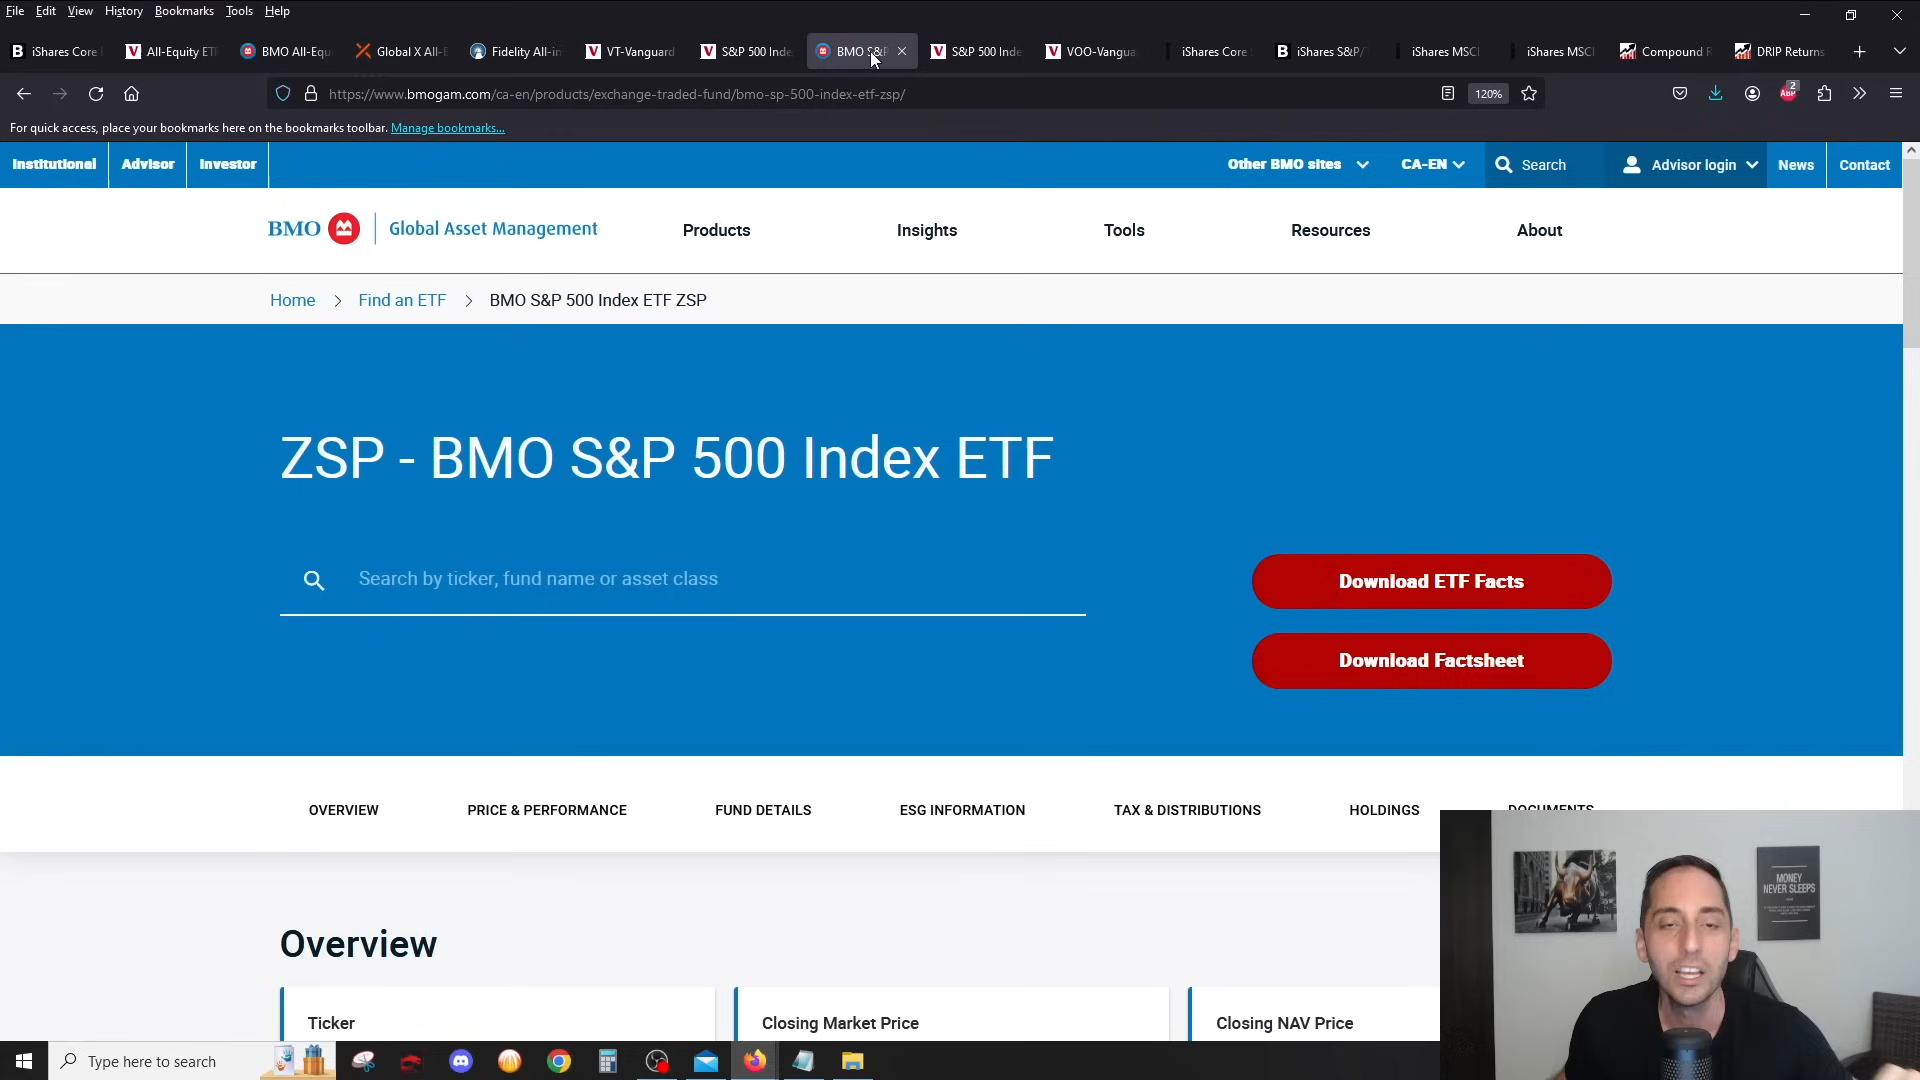 File Edit View History Bookmarks Tools Help
iShares Core All-Equity ET BMO All-Equ Global X All-E Fidelity All-in VT-Vanguard S&P 500 Inde BMO S&P S&P 500 Inde VOO-Vangua iShares Core iShares S&P/ iShares MSCI iShares MSCI Compound R DRIP Returns
https://www.bmogam.com/ca-en/products/exchange-traded-fund/bmo-sp-500-index-etf-zsp/ 120% ABP 2
For quick access, place your bookmarks here on the bookmarks toolbar. Manage bookmarks...
Institutional Advisor Investor Other BMO sites CA-EN Search Advisor login News Contact
BMO Global Asset Management Products Insights Tools Resources About
Home > Find an ETF > BMO S&P 500 Index ETF ZSP
ZSP - BMO S&P 500 Index ETF
Search by ticker, fund name or asset class
Download ETF Facts
Download Factsheet
OVERVIEW PRICE & PERFORMANCE FUND DETAILS ESG INFORMATION TAX & DISTRIBUTIONS HOLDINGS DOCUMENTS
MONEY
NEVER SLEEPS
Overview
Ticker Closing Market Price Closing NAV Price
Type here to search